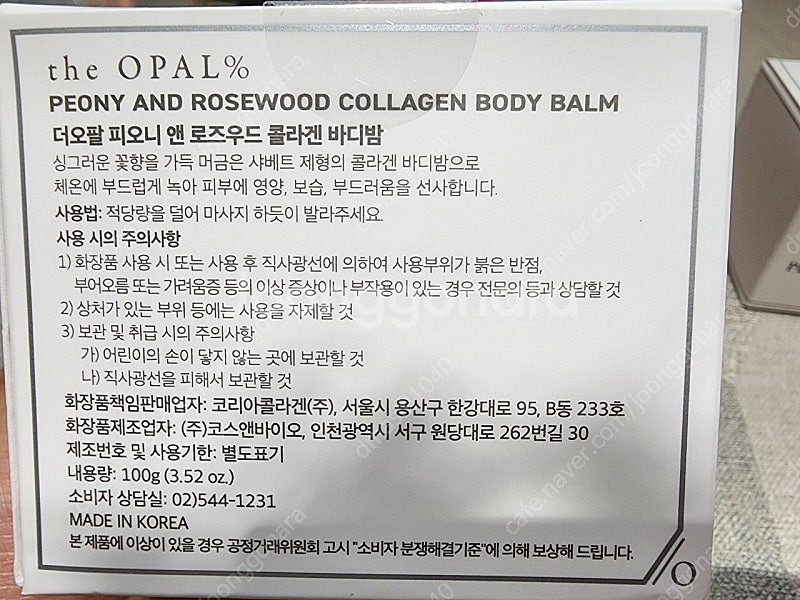 the OPAL%
PEONY AND ROSEWOOD COLLAGEN BODY BALM
더오팔 피오니 앤 로즈우드 콜라겐 바디밤
싱그러운 꽃향을 가득 머금은 샤베트 제형의 콜라겐 바디밤으로
체온에 부드럽게 녹아 피부에 영양, 보습, 부드러움을 선사합니다.
사용법: 적당량을 덜어 마사지 하듯이 발라주세요.
사용 시의 주의사항
1) 화장품 사용 시 또는 사용 후 직사광선에 의하여 사용부위가 붉은 반점,
부어오름 또는 가려움증 등의 이상 증상이나 부작용이 있는 경우 전문의 등과 상담할 것
2) 상처가 있는 부위 등에는 사용을 자제할 것
3) 보관 및 취급 시의 주의사항
가) 어린이의 손이 닿지 않는 곳에 보관할 것
나) 직사광선을 피해서 보관할 것
화장품책임판매업자: 코리아콜라겐(주), 서울시 용산구 한강대로 95, B동 233호
화장품제조업자: (주)코스앤바이오, 인천광역시 서구 원당대로 262번길 30
제조번호 및 사용기한: 별도표기
내용량: 100g (3.52 oz.)
소비자 상담실: 02)544-1231
MADE IN KOREA
본 제품에 이상이 있을 경우 공정거래위원회 고시 "소비자 분쟁해결기준"에 의해 보상해 드립니다.
O
joonggonara
cafe.naver.com/joonggonara